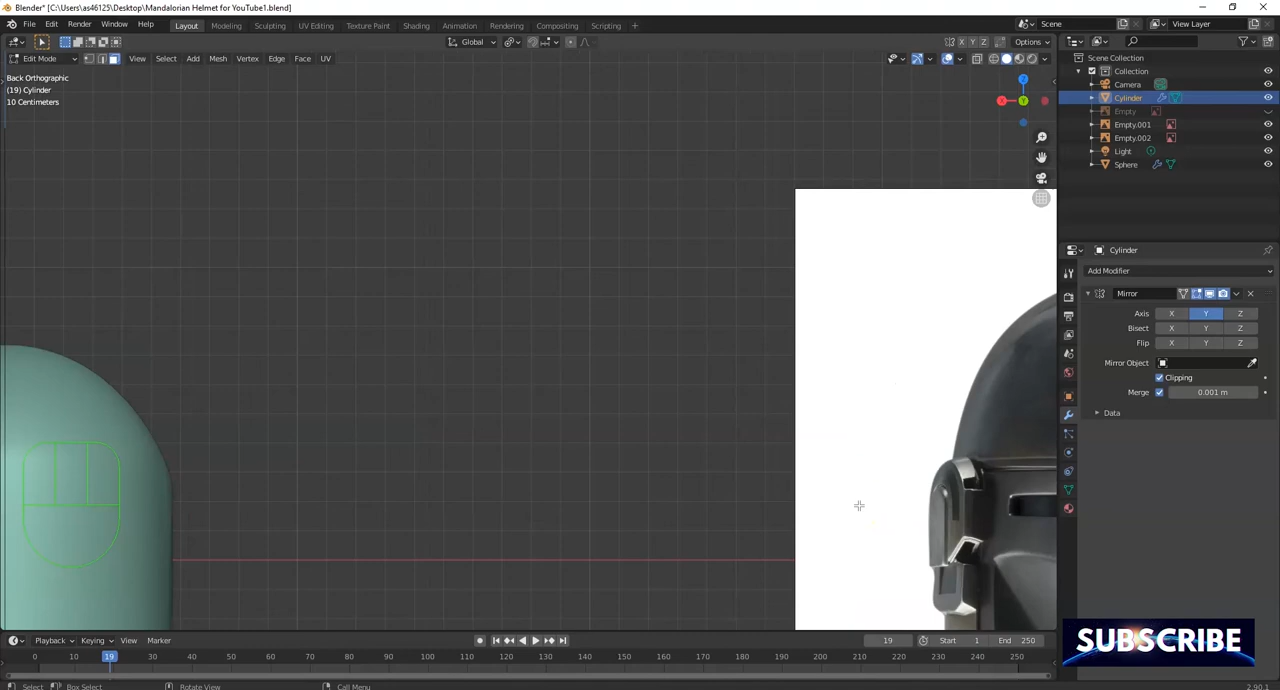 Blender* [C:\Users\as46125\Desktop\Mandalorian Helmet for YouTube1.blend]
File Edit Render Window Help
Layout Modeling Sculpting UV Editing Texture Paint Shading Animation Rendering Compositing Scripting +
Scene View Layer
Global X Y Z Options
Edit Mode View Select Add Mesh Vertex Edge Face UV
Back Orthographic
(19) Cylinder
10 Centimeters
Z
X Y
Scene Collection
Collection
Camera
Cylinder
Empty
Empty.001
Empty.002
Light
Sphere
Cylinder
Add Modifier
Mirror
Axis X Y Z
Bisect X Y Z
Flip X Y Z
Mirror Object
Clipping
Merge 0.001 m
Data
Playback Keying View Marker
19 Start 1 End 250
0 10 19 30 40 50 60 70 80 90 100 110 120 130 140 150 160 170 180 190 200 210 220 230 240 250
SUBSCRIBE
Select Box Select Rotate View Call Menu 2.90.1